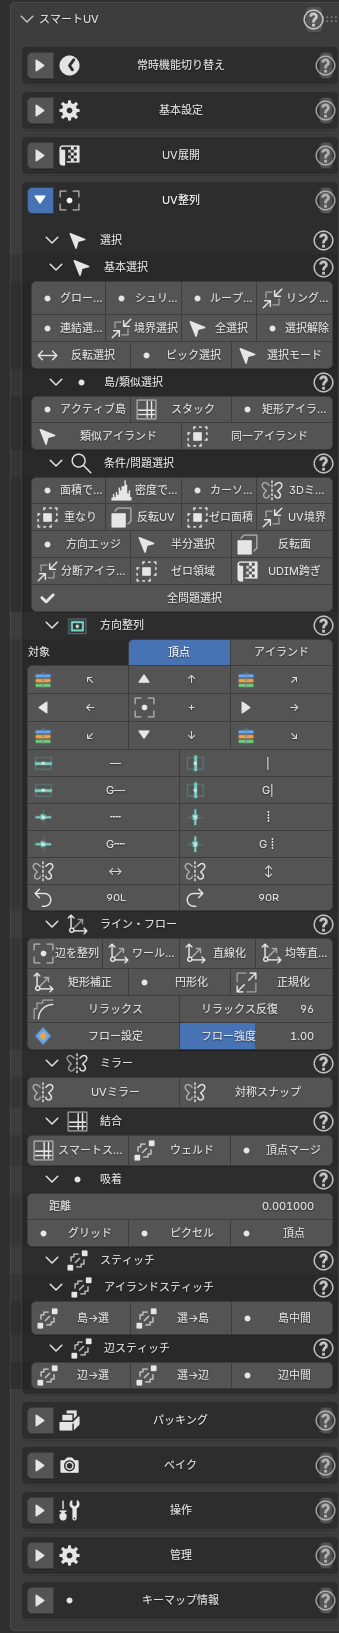 スマートUV
常時機能切り替え
基本設定
UV展開
UV整列
選択
基本選択
グロー... シュリ... ループ... リング...
連結選... 境界選択 全選択 選択解除
反転選択 ピック選択 選択モード
島/類似選択
アクティブ島 スタック 矩形アイラ...
類似アイランド 同一アイランド
条件/問題選択
面積で... 密度で... カーソ... 3Dミ...
重なり 反転UV ゼロ面積 UV境界
方向エッジ 半分選択 反転面
分断アイラ... ゼロ領域 UDIM跨ぎ
全問題選択
方向整列
対象 頂点 アイランド
↖ ↑ ↗
← + →
↙ ↓ ↘
— |
G— G|
┄ ┊
G┄ G┊
↔ ↕
90L 90R
ライン・フロー
辺を整列 ワール... 直線化 均等直...
矩形補正 円形化 正規化
リラックス リラックス反復 96
フロー設定 フロー強度 1.00
ミラー
UVミラー 対称スナップ
結合
スマートス... ウェルド 頂点マージ
吸着
距離 0.001000
グリッド ピクセル 頂点
スティッチ
アイランドスティッチ
島→選 選→島 島中間
辺スティッチ
辺→選 選→辺 辺中間
パッキング
ベイク
操作
管理
キーマップ情報